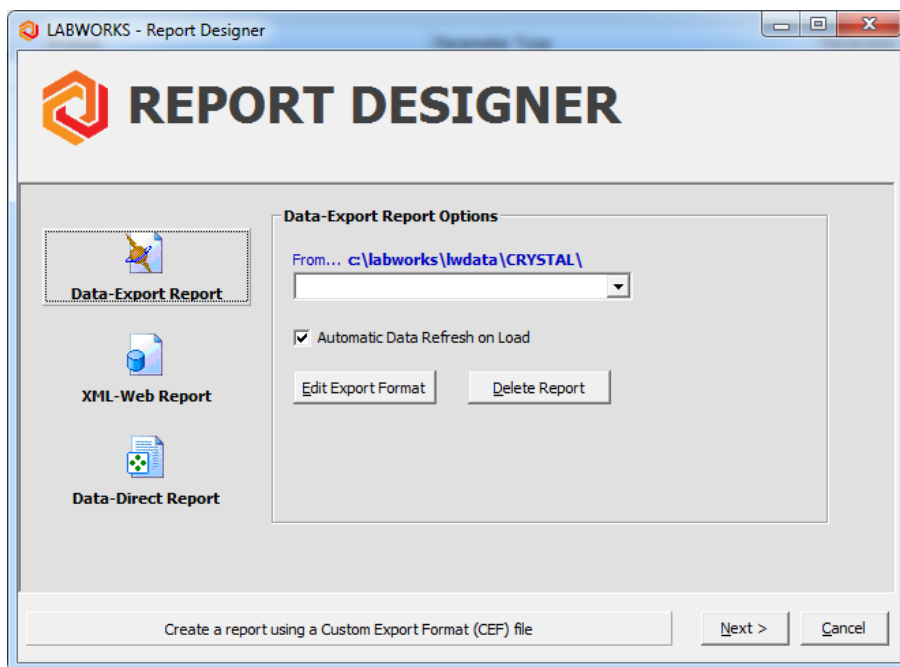 LABWORKS - Report Designer
REPORT DESIGNER
Data-Export Report
XML-Web Report
Data-Direct Report
Data-Export Report Options
From... c:\labworks\lwdata\CRYSTAL\
Automatic Data Refresh on Load
Edit Export Format
Delete Report
Create a report using a Custom Export Format (CEF) file
Next >
Cancel